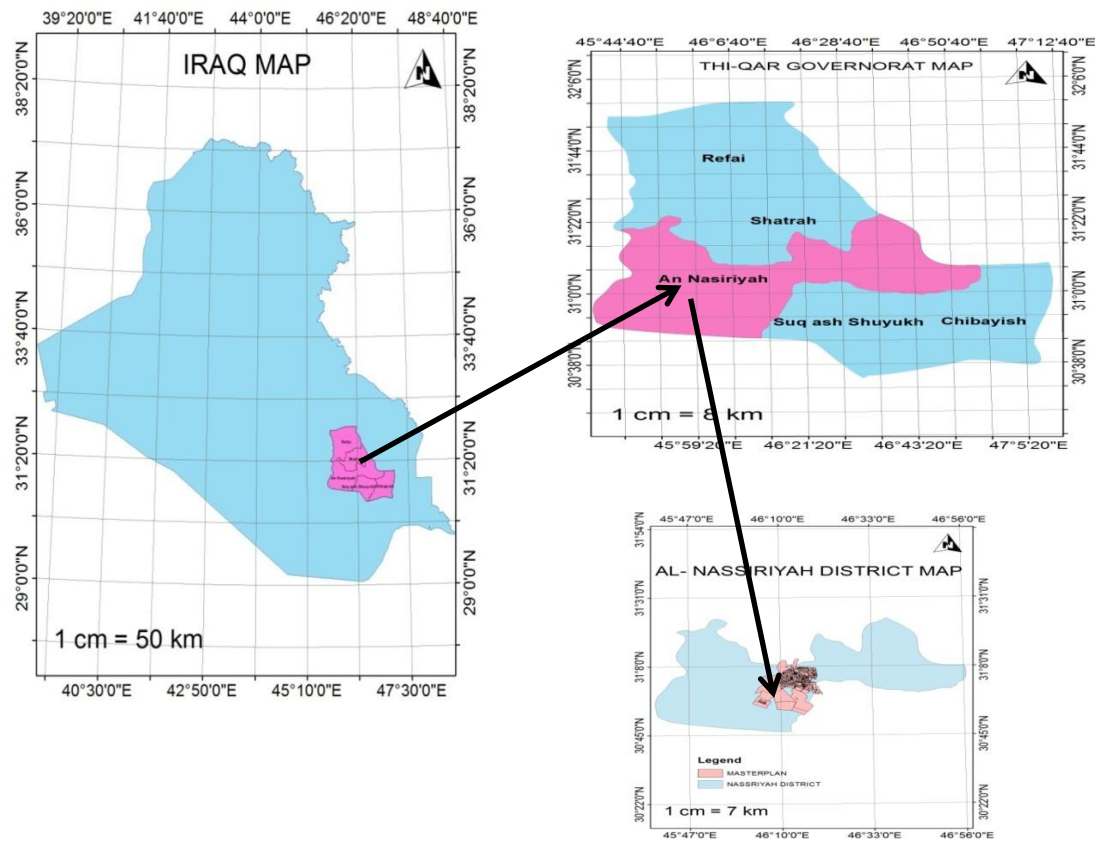 39°20'0"E 41°40'0"E 44°0'0"E 46°20'0"E 48°40'0"E
IRAQ MAP
N
38°20'0"N 36°0'0"N 33°40'0"N 31°20'0"N 29°0'0"N
38°20'0"N 36°0'0"N 33°40'0"N 31°20'0"N 29°0'0"N
Refai
1 cm = 50 km
40°30'0"E 42°50'0"E 45°10'0"E 47°30'0"E
45°44'40"E 46°6'40"E 46°28'40"E 46°50'40"E 47°12'40"E
THI-QAR GOVERNORAT MAP
N
32°6'0"N 31°44'0"N 31°22'0"N 31°0'0"N 30°38'0"N
32°6'0"N 31°44'0"N 31°22'0"N 31°0'0"N 30°38'0"N
Refai
Shatrah
An Nasiriyah
Suq ash Shuyukh Chibayish
1 cm = 8 km
45°59'20"E 46°21'20"E 46°43'20"E 47°5'20"E
45°47'0"E 46°10'0"E 46°33'0"E 46°56'0"E
N
AL- NASSIRIYAH DISTRICT MAP
31°54'0"N 31°31'0"N 31°8'0"N 30°45'0"N 30°22'0"N
31°31'0"N 31°8'0"N 30°45'0"N 30°22'0"N
Legend
MASTERPLAN
NASSRIYAH DISTRICT
1 cm = 7 km
45°47'0"E 46°10'0"E 46°33'0"E 46°56'0"E